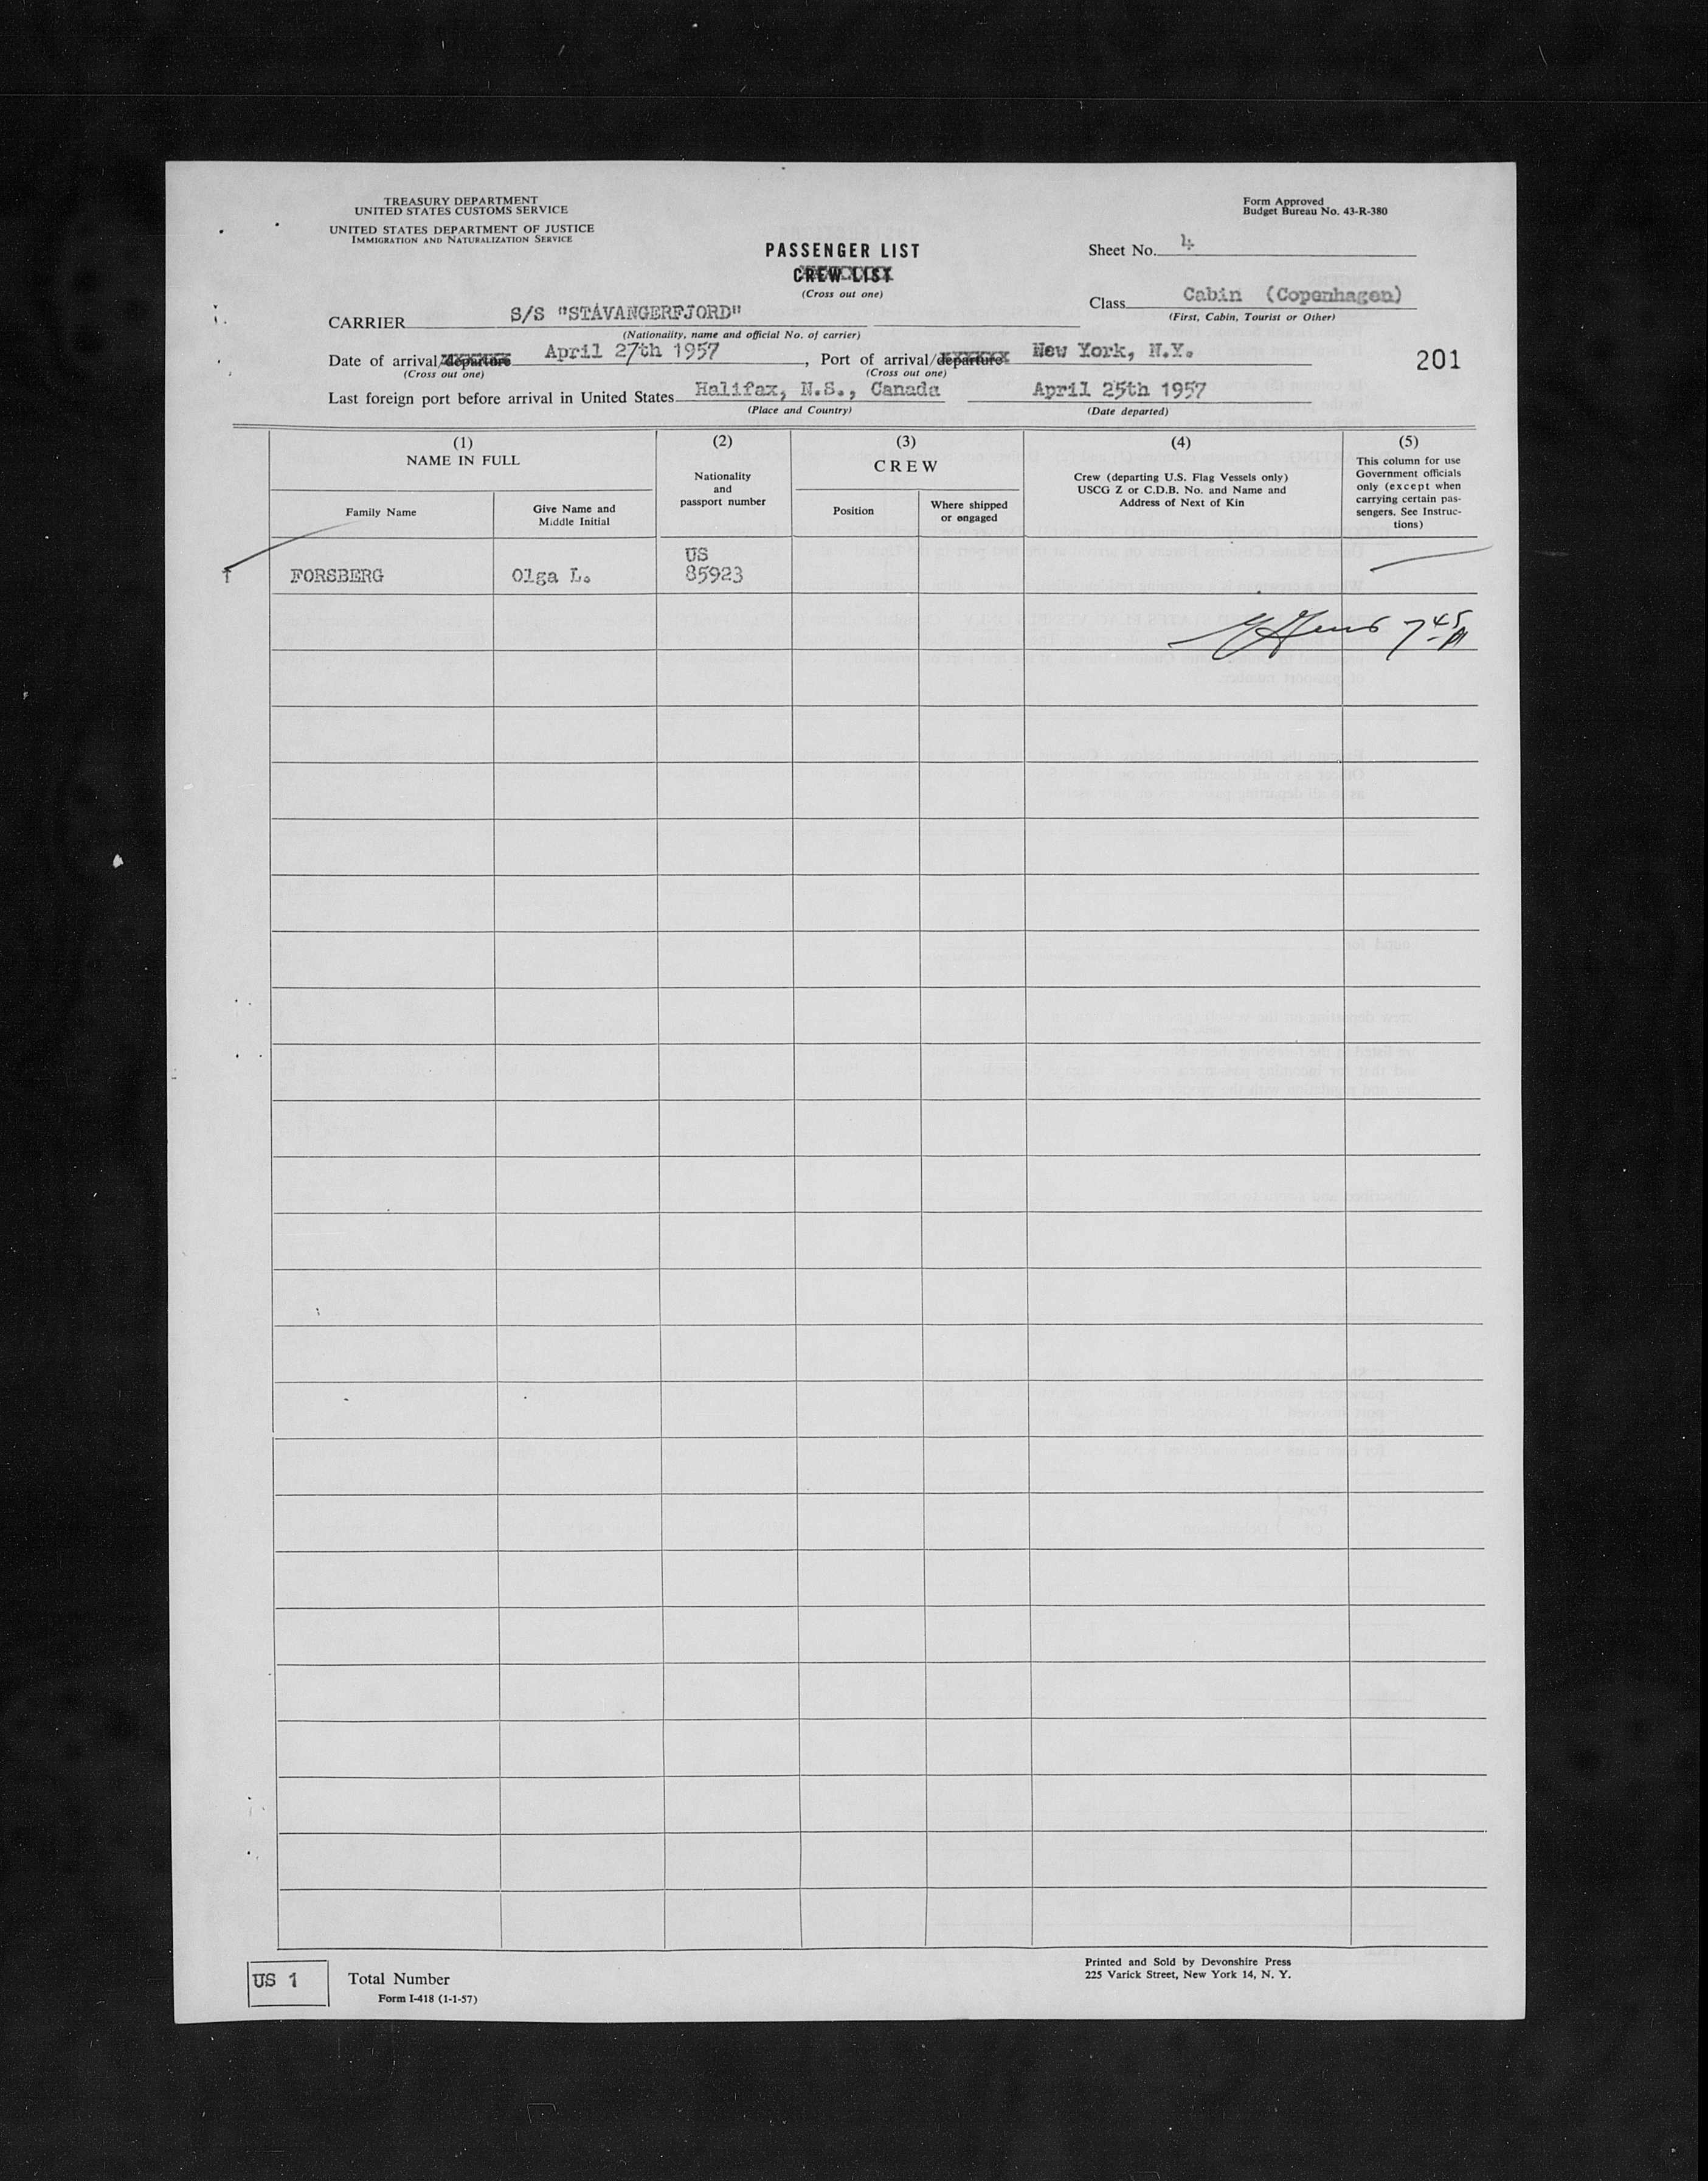 TREASURY DEPARTMENT
UNITED STATES CUSTOMS SERVICE
UNITED STATES DEPARTMENT OF JUSTICE
IMMIGRATION AND NATURALIZATION SERVICE
Form Approved
Budget Bureau No. 43-R-380
PASSENGER LIST
CREW LIST
(Cross out one)
Sheet No. 4
Class Cabin (Copenhagen)
(First, Cabin, Tourist or Other)
CARRIER S/S "STAVANGERFJORD"
(Nationality, name and official No. of carrier)
Date of arrival/departure April 27th 1957, Port of arrival/departure New York, N.Y.
(Cross out one) (Cross out one)
201
Last foreign port before arrival in United States Halifax, N.S., Canada April 25th 1957
(Place and Country) (Date departed)
(1)
NAME IN FULL
Family Name
Give Name and
Middle Initial
(2)
Nationality
and
passport number
(3)
CREW
Position
Where shipped
or engaged
(4)
Crew (departing U.S. Flag Vessels only)
USCG Z or C.D.B. No. and Name and
Address of Next of Kin
(5)
This column for use
Government officials
only (except when
carrying certain pas-
sengers. See Instruc-
tions)
US
FORSBERG Olga L. 85923
745
US 1
Total Number
Form I-418 (1-1-57)
Printed and Sold by Devonshire Press
225 Varick Street, New York 14, N. Y.